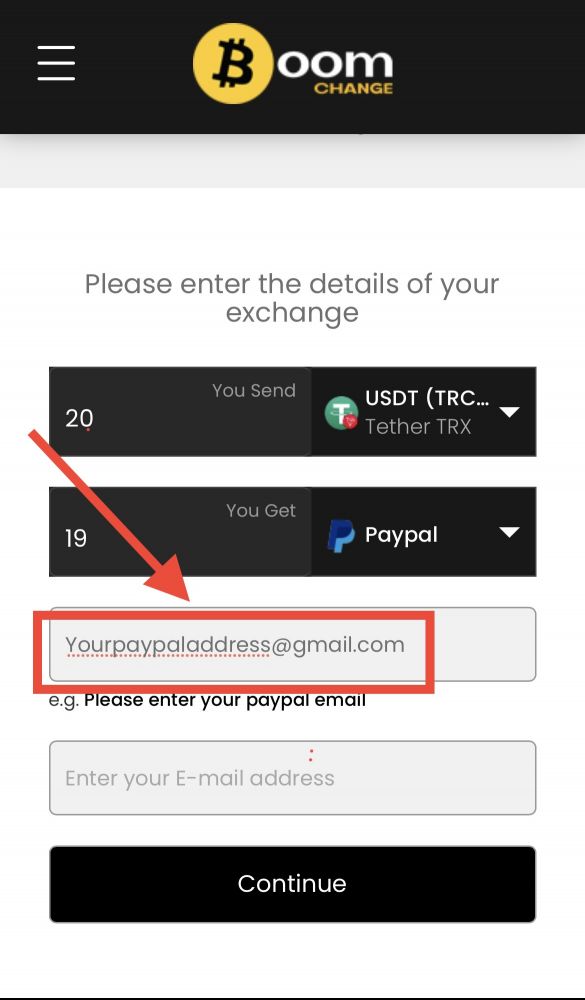 Boom
CHANGE
Please enter the details of your
exchange
You Send
20
USDT (TRC...
Tether TRX
You Get
19
Paypal
Yourpaypaladdress@gmail.com
e.g. Please enter your paypal email
:
Enter your E-mail address
Continue